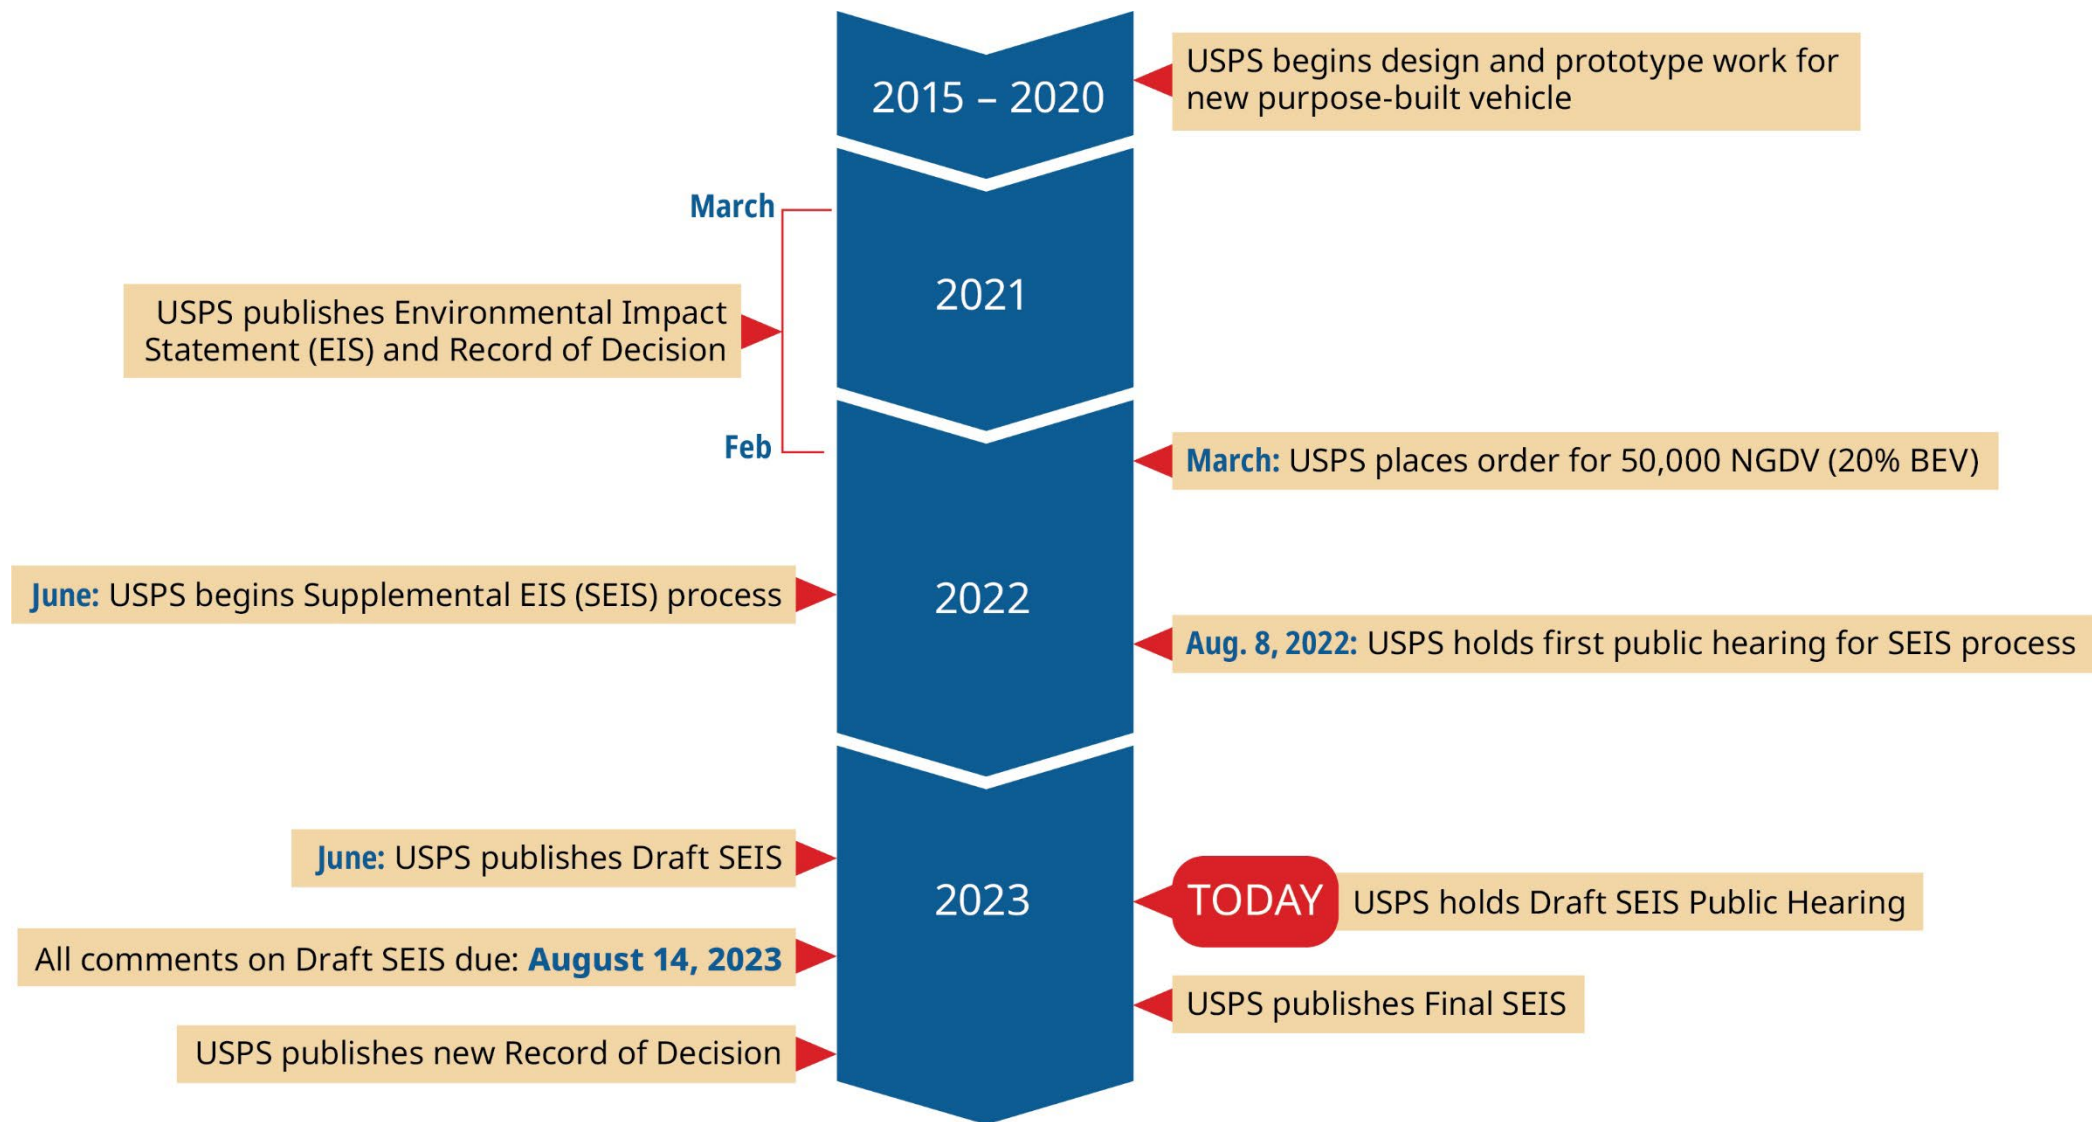 2015 – 2020
USPS begins design and prototype work for
new purpose-built vehicle
March
2021
USPS publishes Environmental Impact
Statement (EIS) and Record of Decision
Feb
March: USPS places order for 50,000 NGDV (20% BEV)
June: USPS begins Supplemental EIS (SEIS) process
2022
Aug. 8, 2022: USPS holds first public hearing for SEIS process
June: USPS publishes Draft SEIS
2023
TODAY USPS holds Draft SEIS Public Hearing
All comments on Draft SEIS due: August 14, 2023
USPS publishes Final SEIS
USPS publishes new Record of Decision